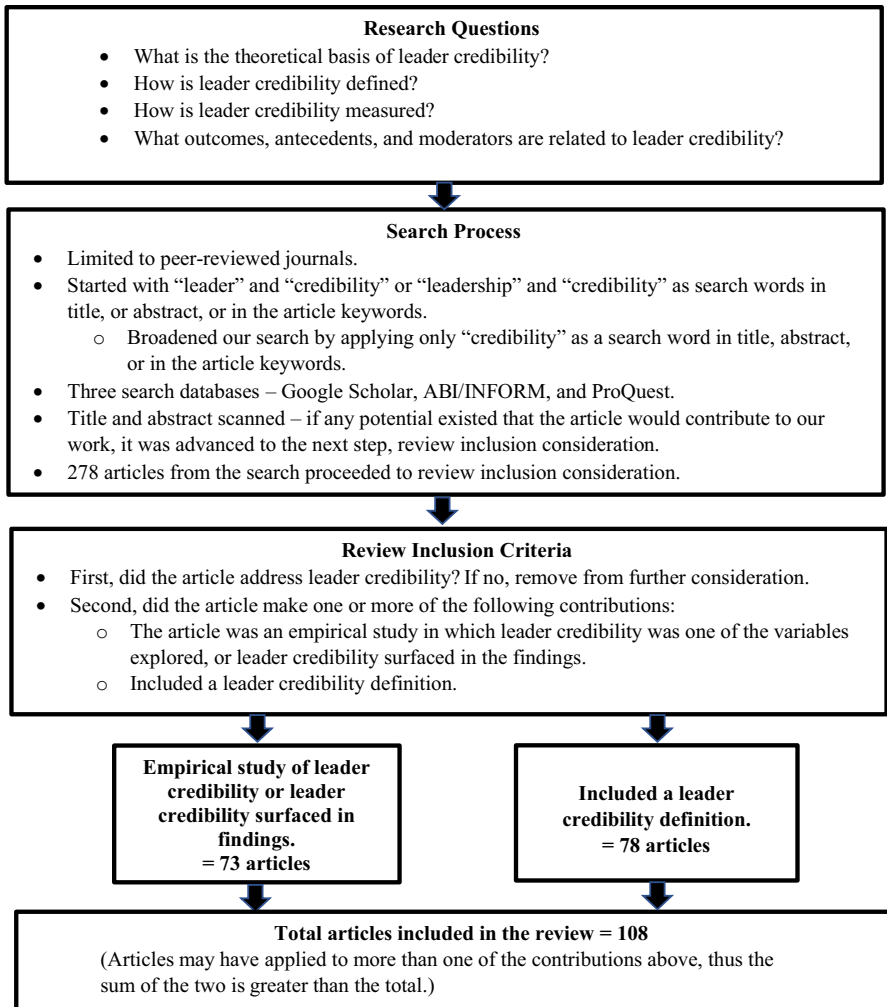 Research Questions
• What is the theoretical basis of leader credibility?
• How is leader credibility defined?
• How is leader credibility measured?
• What outcomes, antecedents, and moderators are related to leader credibility?
Search Process
• Limited to peer-reviewed journals.
• Started with “leader” and “credibility” or “leadership” and “credibility” as search words in
title, or abstract, or in the article keywords.
o Broadened our search by applying only “credibility” as a search word in title, abstract,
or in the article keywords.
• Three search databases – Google Scholar, ABI/INFORM, and ProQuest.
• Title and abstract scanned – if any potential existed that the article would contribute to our
work, it was advanced to the next step, review inclusion consideration.
• 278 articles from the search proceeded to review inclusion consideration.
Review Inclusion Criteria
• First, did the article address leader credibility? If no, remove from further consideration.
• Second, did the article make one or more of the following contributions:
o The article was an empirical study in which leader credibility was one of the variables
explored, or leader credibility surfaced in the findings.
o Included a leader credibility definition.
Empirical study of leader
credibility or leader
credibility surfaced in
findings.
= 73 articles
Included a leader
credibility definition.
= 78 articles
Total articles included in the review = 108
(Articles may have applied to more than one of the contributions above, thus the
sum of the two is greater than the total.)